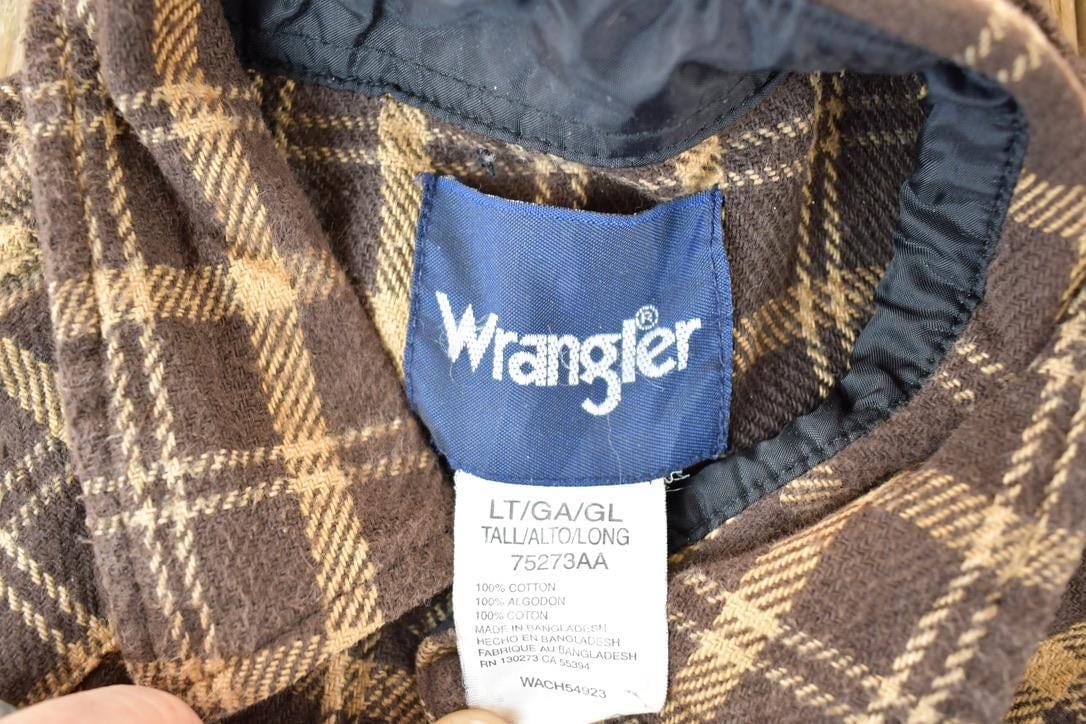 Wrangler®
LT/GA/GL
TALL/ALTO/LONG
75273AA
100% COTTON
100% ALGODON
100% COTON
MADE IN BANGLADESH
HECHO EN BANGLADESH
FABRIQUE AU BANGLADESH
RN 130273 CA 55394
WACH54923